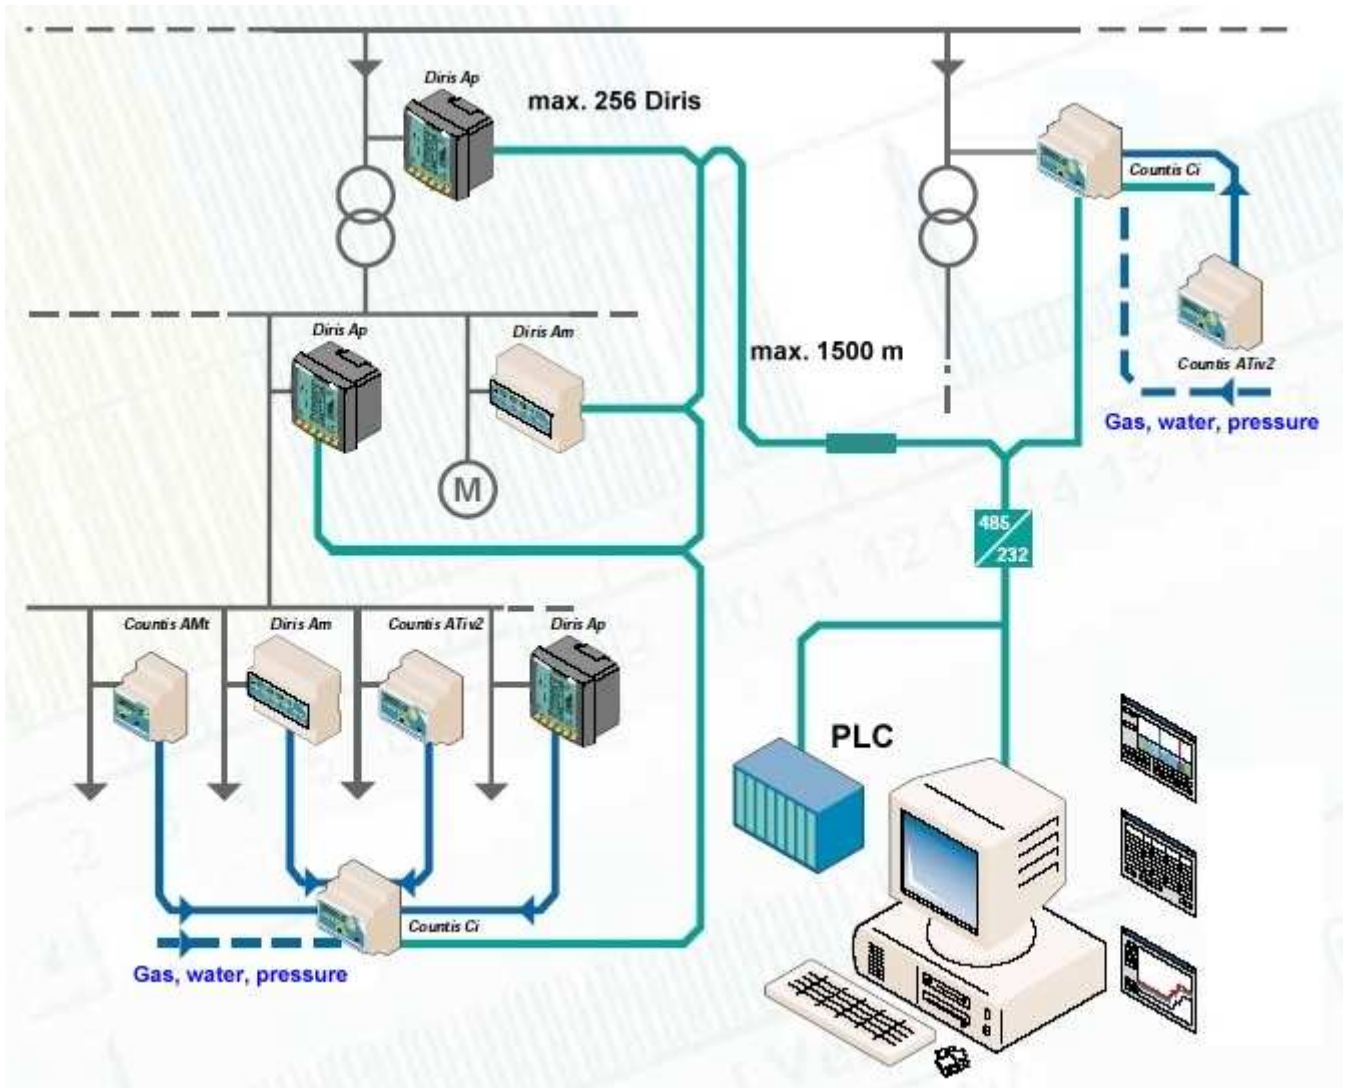 Diris Ap
max. 256 Diris
Countis Ci
Diris Ap
Diris Am
max. 1500 m
Countis ATiv2
Gas, water, pressure
M
485
232
Countis AMt
Diris Am
Countis ATiv2
Diris Ap
PLC
Countis Ci
Gas, water, pressure